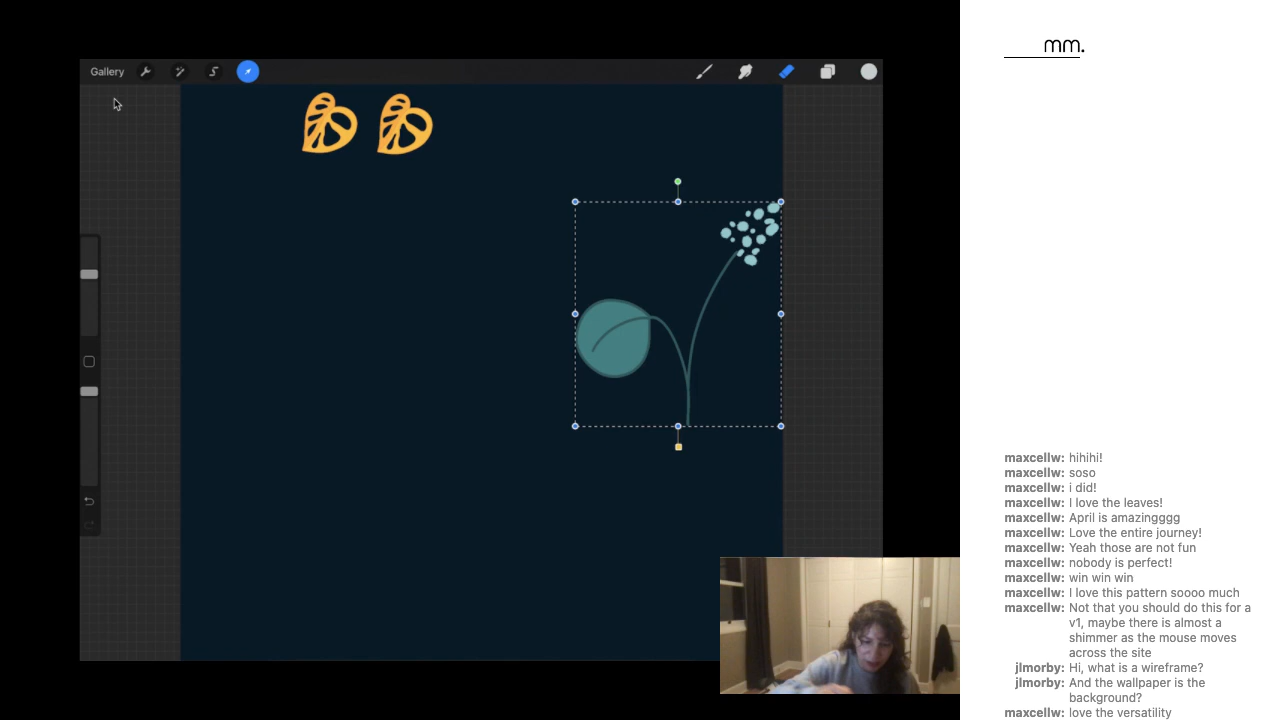 Gallery
mm.
maxcellw: hihihi!
maxcellw: soso
maxcellw: i did!
maxcellw: I love the leaves!
maxcellw: April is amazingggg
maxcellw: Love the entire journey!
maxcellw: Yeah those are not fun
maxcellw: nobody is perfect!
maxcellw: win win win
maxcellw: I love this pattern soooo much
maxcellw: Not that you should do this for a
v1, maybe there is almost a
shimmer as the mouse moves
across the site
jlmorby: Hi, what is a wireframe?
jlmorby: And the wallpaper is the
background?
maxcellw: love the versatility